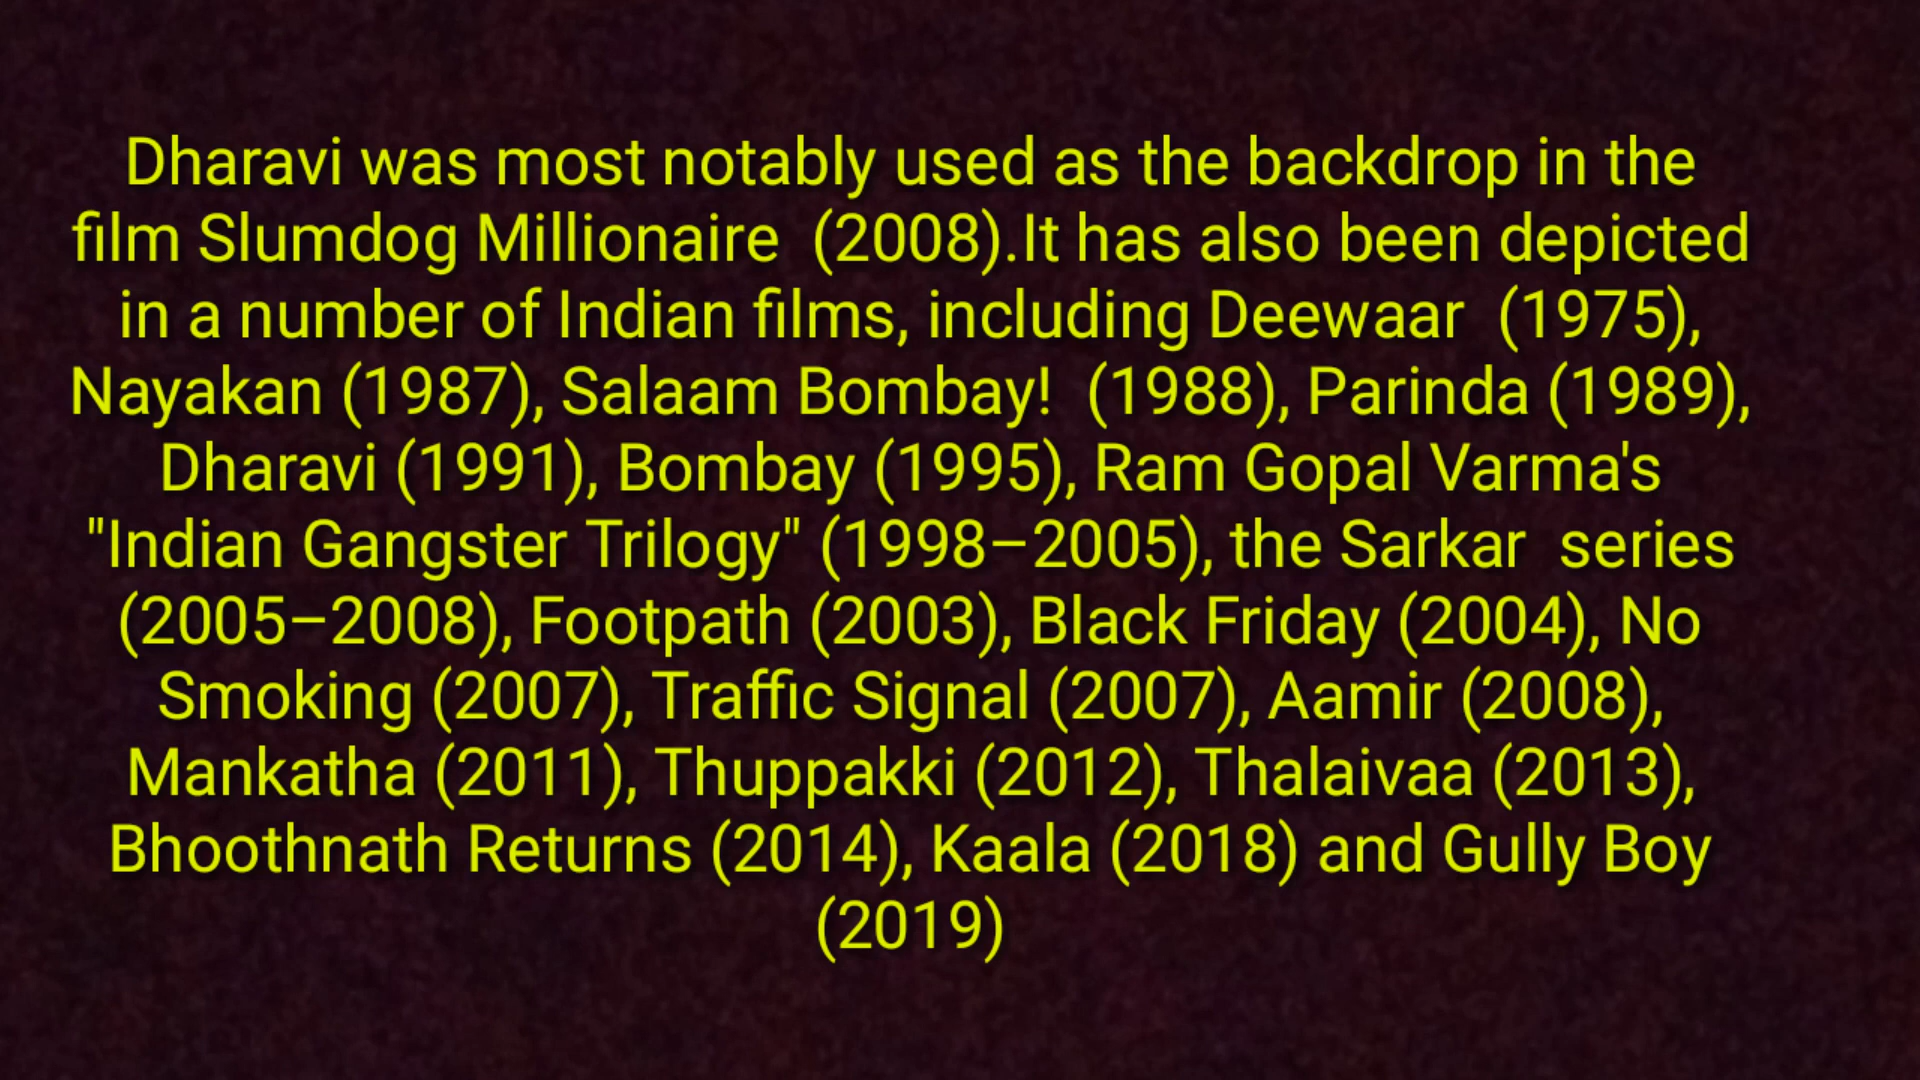 Dharavi was most notably used as the backdrop in the
film Slumdog Millionaire  (2008).It has also been depicted
in a number of Indian films, including Deewaar  (1975),
Nayakan (1987), Salaam Bombay!  (1988), Parinda (1989),
Dharavi (1991), Bombay (1995), Ram Gopal Varma's
"Indian Gangster Trilogy" (1998–2005), the Sarkar  series
(2005–2008), Footpath (2003), Black Friday (2004), No
Smoking (2007), Traffic Signal (2007), Aamir (2008),
Mankatha (2011), Thuppakki (2012), Thalaivaa (2013),
Bhoothnath Returns (2014), Kaala (2018) and Gully Boy
(2019)